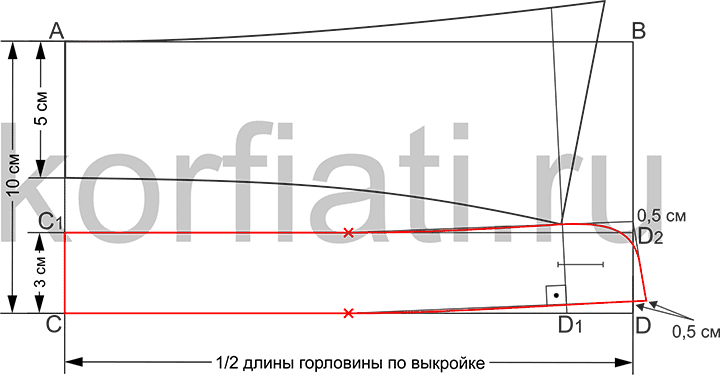 A
B
5 см
10 см
korfiati.ru
C1
0,5 см
D2
3 см
C
D1
D
0,5 см
1/2 длины горловины по выкройке